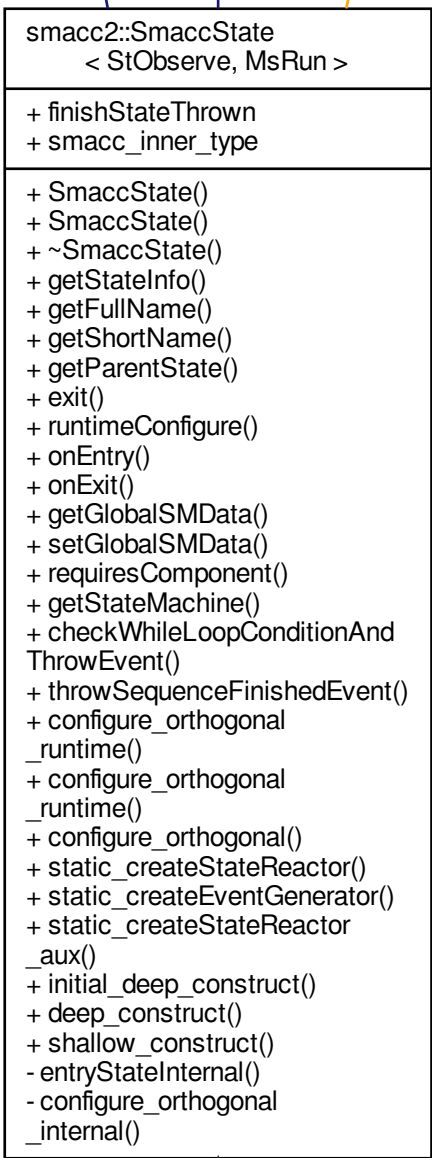 smacc2::SmaccState
< StObserve, MsRun >
+ finishStateThrown
+ smacc_inner_type
+ SmaccState()
+ SmaccState()
+ ~SmaccState()
+ getStateInfo()
+ getFullName()
+ getShortName()
+ getParentState()
+ exit()
+ runtimeConfigure()
+ onEntry()
+ onExit()
+ getGlobalSMData()
+ setGlobalSMData()
+ requiresComponent()
+ getStateMachine()
+ checkWhileLoopConditionAnd
ThrowEvent()
+ throwSequenceFinishedEvent()
+ configure_orthogonal
_runtime()
+ configure_orthogonal
_runtime()
+ configure_orthogonal()
+ static_createStateReactor()
+ static_createEventGenerator()
+ static_createStateReactor
_aux()
+ initial_deep_construct()
+ deep_construct()
+ shallow_construct()
- entryStateInternal()
- configure_orthogonal
_internal()